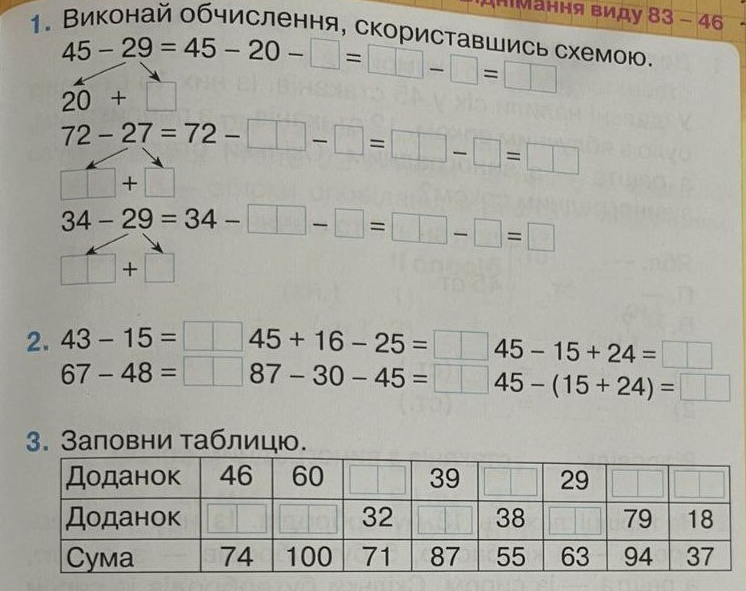 віднімання виду 83 – 46
1. Виконай обчислення, скориставшись схемою.
45 – 29 = 45 – 20 – = – =
20 +
72 – 27 = 72 – – = – =
+
34 – 29 = 34 – – = – =
+
2. 43 – 15 = 45 + 16 – 25 = 45 – 15 + 24 =
67 – 48 = 87 – 30 – 45 = 45 – (15 + 24) =
3. Заповни таблицю.
Доданок 46 60 39 29
Доданок 32 38 79 18
Сума 74 100 71 87 55 63 94 37